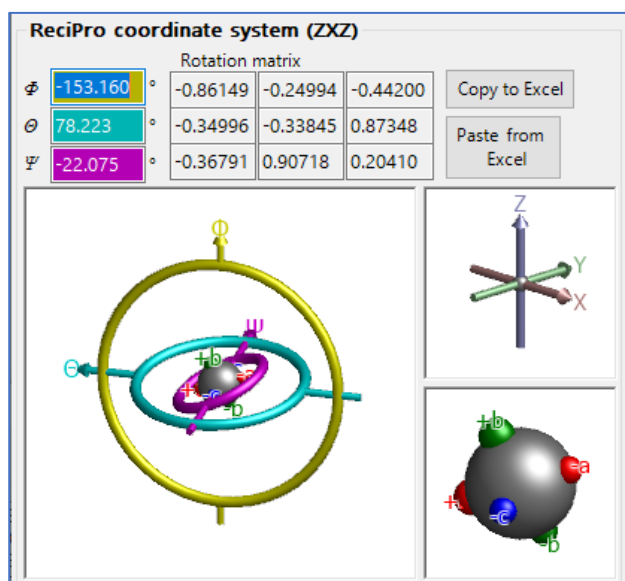 ReciPro coordinate system (ZXZ)
Rotation matrix
Φ -153.160 ° -0.86149 -0.24994 -0.44200 Copy to Excel
Θ 78.223 ° -0.34996 -0.33845 0.87348 Paste from
Ψ -22.075 ° -0.36791 0.90718 0.20410 Excel
Φ
Ψ
Θ
+b
-a
-c
-b
Z
Y
X
+b
-a
-c
-b